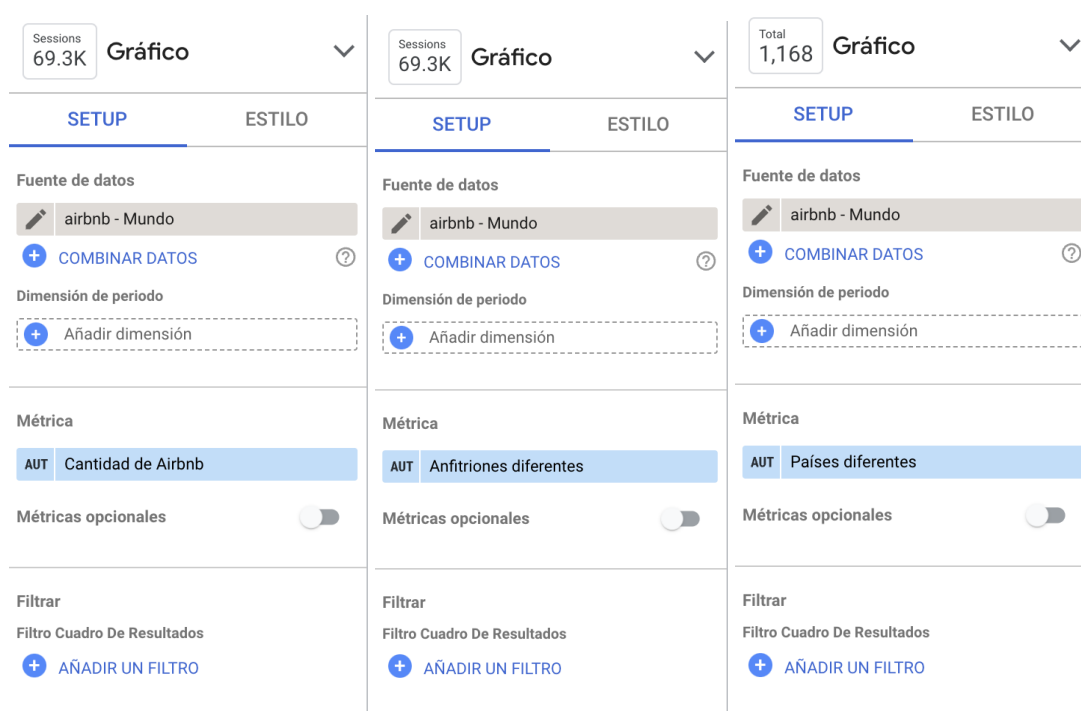 Sessions
69.3K
Gráfico
SETUP
ESTILO
Fuente de datos
airbnb - Mundo
COMBINAR DATOS
Dimensión de periodo
Añadir dimensión
Métrica
AUT
Cantidad de Airbnb
Métricas opcionales
Filtrar
Filtro Cuadro De Resultados
AÑADIR UN FILTRO
Sessions
69.3K
Gráfico
SETUP
ESTILO
Fuente de datos
airbnb - Mundo
COMBINAR DATOS
Dimensión de periodo
Añadir dimensión
Métrica
AUT
Anfitriones diferentes
Métricas opcionales
Filtrar
Filtro Cuadro De Resultados
AÑADIR UN FILTRO
Total
1,168
Gráfico
SETUP
ESTILO
Fuente de datos
airbnb - Mundo
COMBINAR DATOS
Dimensión de periodo
Añadir dimensión
Métrica
AUT
Países diferentes
Métricas opcionales
Filtrar
Filtro Cuadro De Resultados
AÑADIR UN FILTRO